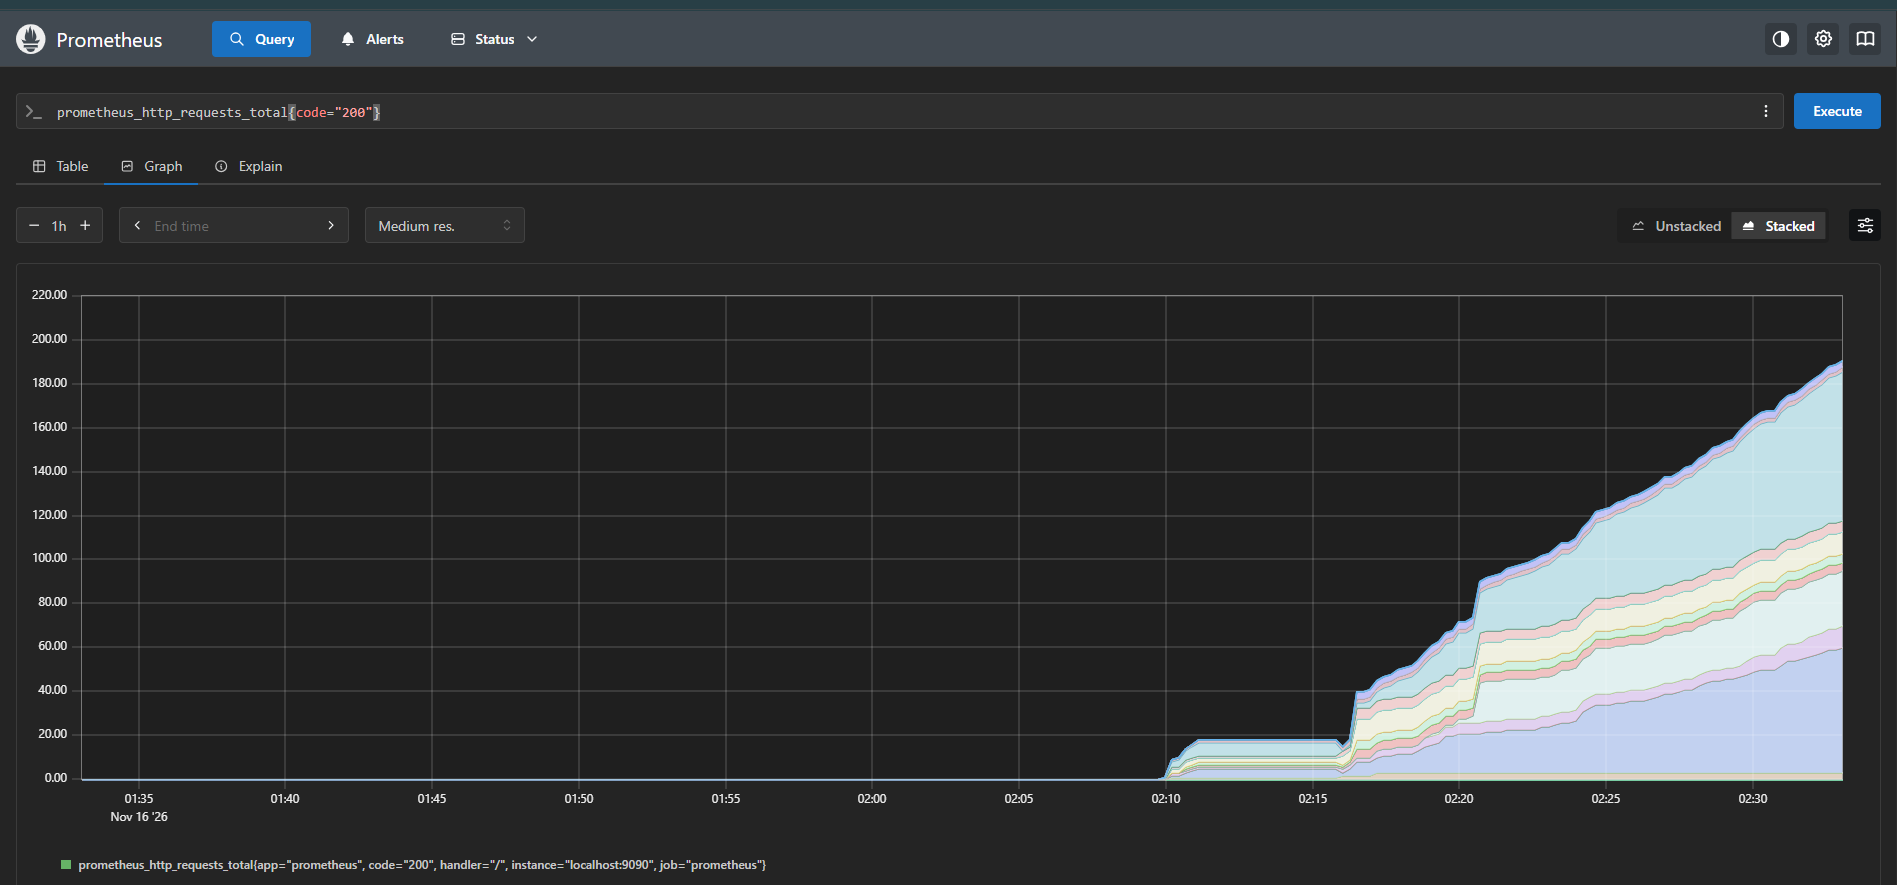 Prometheus Query Alerts Status
prometheus_http_requests_total{code="200"} Execute
Table Graph Explain
1h End time Medium res. Unstacked Stacked
220.00
200.00
180.00
160.00
140.00
120.00
100.00
80.00
60.00
40.00
20.00
0.00
01:35 01:40 01:45 01:50 01:55 02:00 02:05 02:10 02:15 02:20 02:25 02:30
Nov 16 '26
prometheus_http_requests_total{app="prometheus", code="200", handler="/", instance="localhost:9090", job="prometheus"}